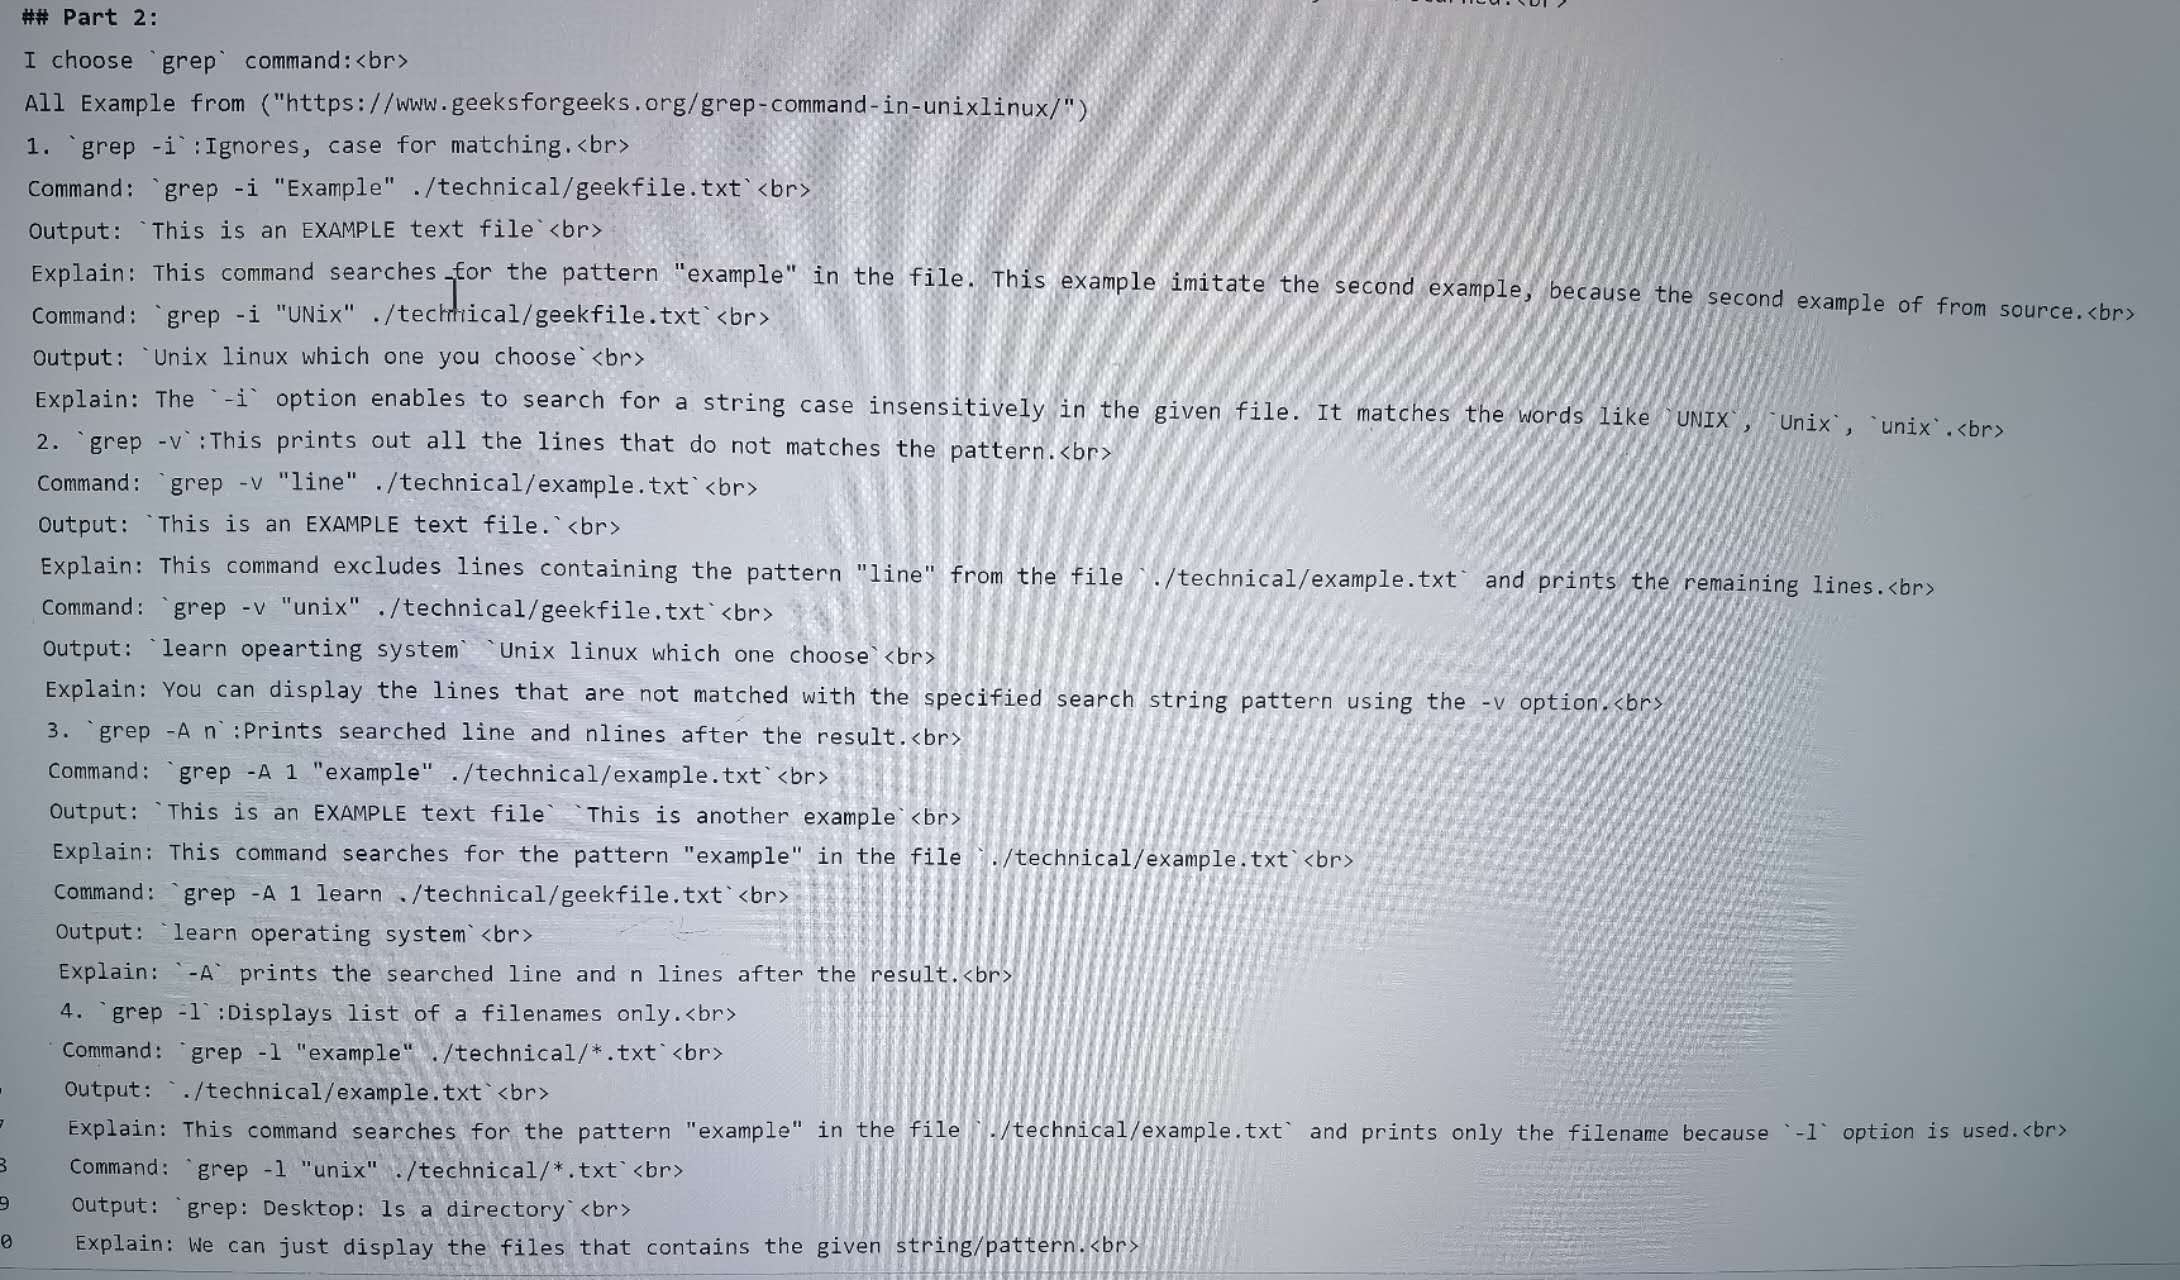 ## Part 2:
I choose `grep` command:<br>
All Example from ("https://www.geeksforgeeks.org/grep-command-in-unixlinux/")
1. `grep -i`:Ignores, case for matching.<br>
Command: `grep -i "Example" ./technical/geekfile.txt`<br>
Output: `This is an EXAMPLE text file`<br>
Explain: This command searches for the pattern "example" in the file. This example imitate the second example, because the second example of from source.<br>
Command: `grep -i "UNix" ./technical/geekfile.txt`<br>
Output: `Unix linux which one you choose`<br>
Explain: The `-i` option enables to search for a string case insensitively in the given file. It matches the words like `UNIX`, `Unix`, `unix`.<br>
2. `grep -v`:This prints out all the lines that do not matches the pattern.<br>
Command: `grep -v "line" ./technical/example.txt`<br>
Output: `This is an EXAMPLE text file.`<br>
Explain: This command excludes lines containing the pattern "line" from the file `./technical/example.txt` and prints the remaining lines.<br>
Command: `grep -v "unix" ./technical/geekfile.txt`<br>
Output: `learn opearting system` `Unix linux which one choose`<br>
Explain: You can display the lines that are not matched with the specified search string pattern using the -v option.<br>
3. `grep -A n`:Prints searched line and nlines after the result.<br>
Command: `grep -A 1 "example" ./technical/example.txt`<br>
Output: `This is an EXAMPLE text file` `This is another example`<br>
Explain: This command searches for the pattern "example" in the file `./technical/example.txt`<br>
Command: `grep -A 1 learn ./technical/geekfile.txt`<br>
Output: `learn operating system`<br>
Explain: `-A` prints the searched line and n lines after the result.<br>
4. `grep -l`:Displays list of a filenames only.<br>
Command: `grep -l "example" ./technical/*.txt`<br>
Output: `./technical/example.txt`<br>
Explain: This command searches for the pattern "example" in the file `./technical/example.txt` and prints only the filename because `-l` option is used.<br>
Command: `grep -l "unix" ./technical/*.txt`<br>
Output: `grep: Desktop: ls a directory`<br>
Explain: We can just display the files that contains the given string/pattern.<br>